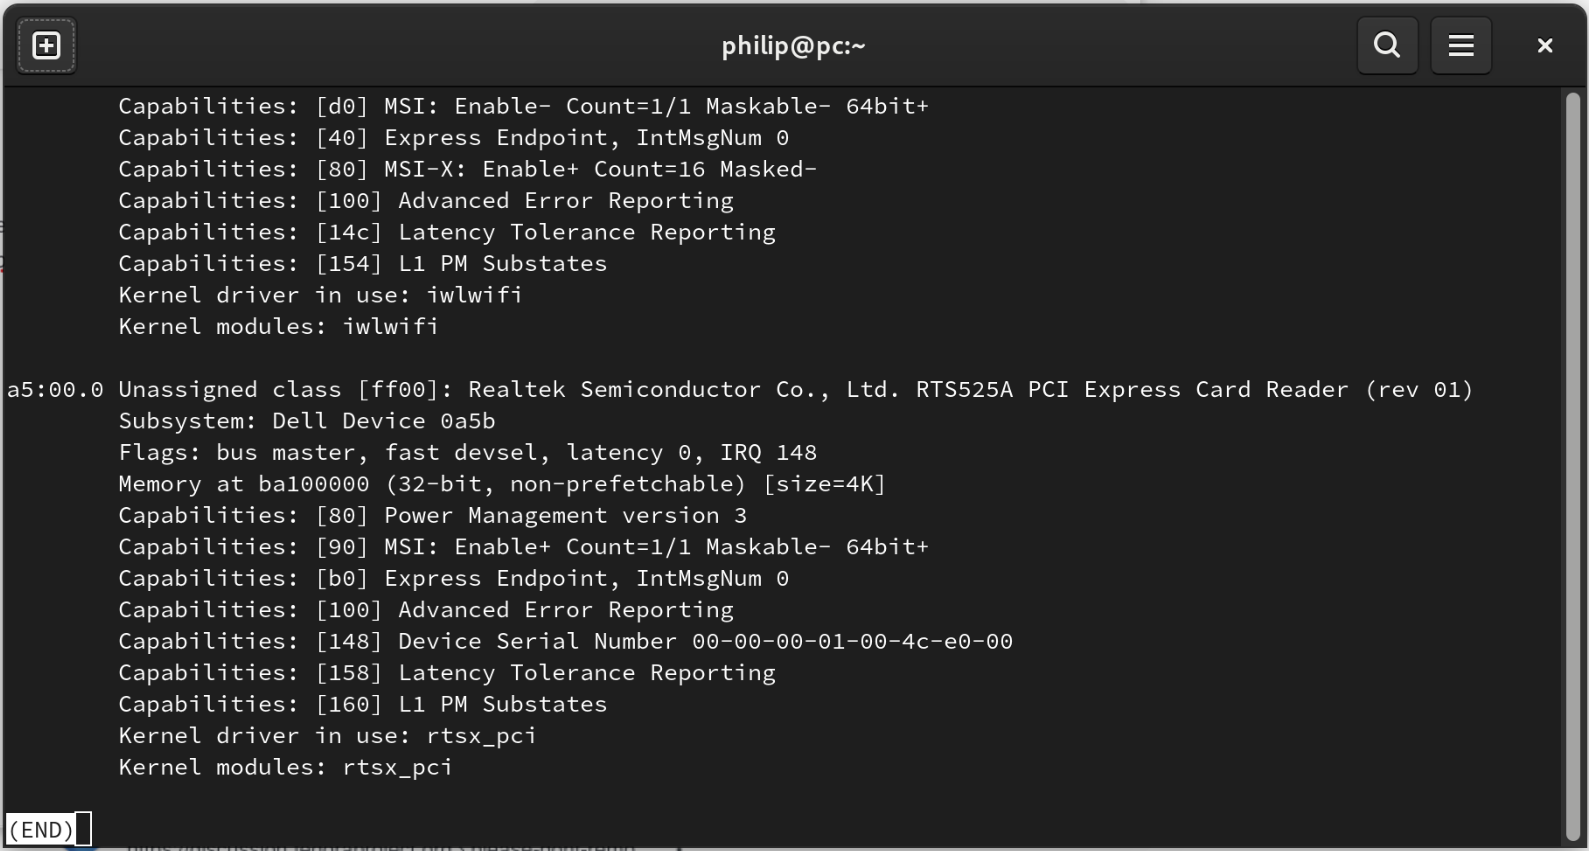 philip@pc:~
Capabilities: [d0] MSI: Enable- Count=1/1 Maskable- 64bit+
Capabilities: [40] Express Endpoint, IntMsgNum 0
Capabilities: [80] MSI-X: Enable+ Count=16 Masked-
Capabilities: [100] Advanced Error Reporting
Capabilities: [14c] Latency Tolerance Reporting
Capabilities: [154] L1 PM Substates
Kernel driver in use: iwlwifi
Kernel modules: iwlwifi
a5:00.0 Unassigned class [ff00]: Realtek Semiconductor Co., Ltd. RTS525A PCI Express Card Reader (rev 01)
Subsystem: Dell Device 0a5b
Flags: bus master, fast devsel, latency 0, IRQ 148
Memory at ba100000 (32-bit, non-prefetchable) [size=4K]
Capabilities: [80] Power Management version 3
Capabilities: [90] MSI: Enable+ Count=1/1 Maskable- 64bit+
Capabilities: [b0] Express Endpoint, IntMsgNum 0
Capabilities: [100] Advanced Error Reporting
Capabilities: [148] Device Serial Number 00-00-00-01-00-4c-e0-00
Capabilities: [158] Latency Tolerance Reporting
Capabilities: [160] L1 PM Substates
Kernel driver in use: rtsx_pci
Kernel modules: rtsx_pci
(END)